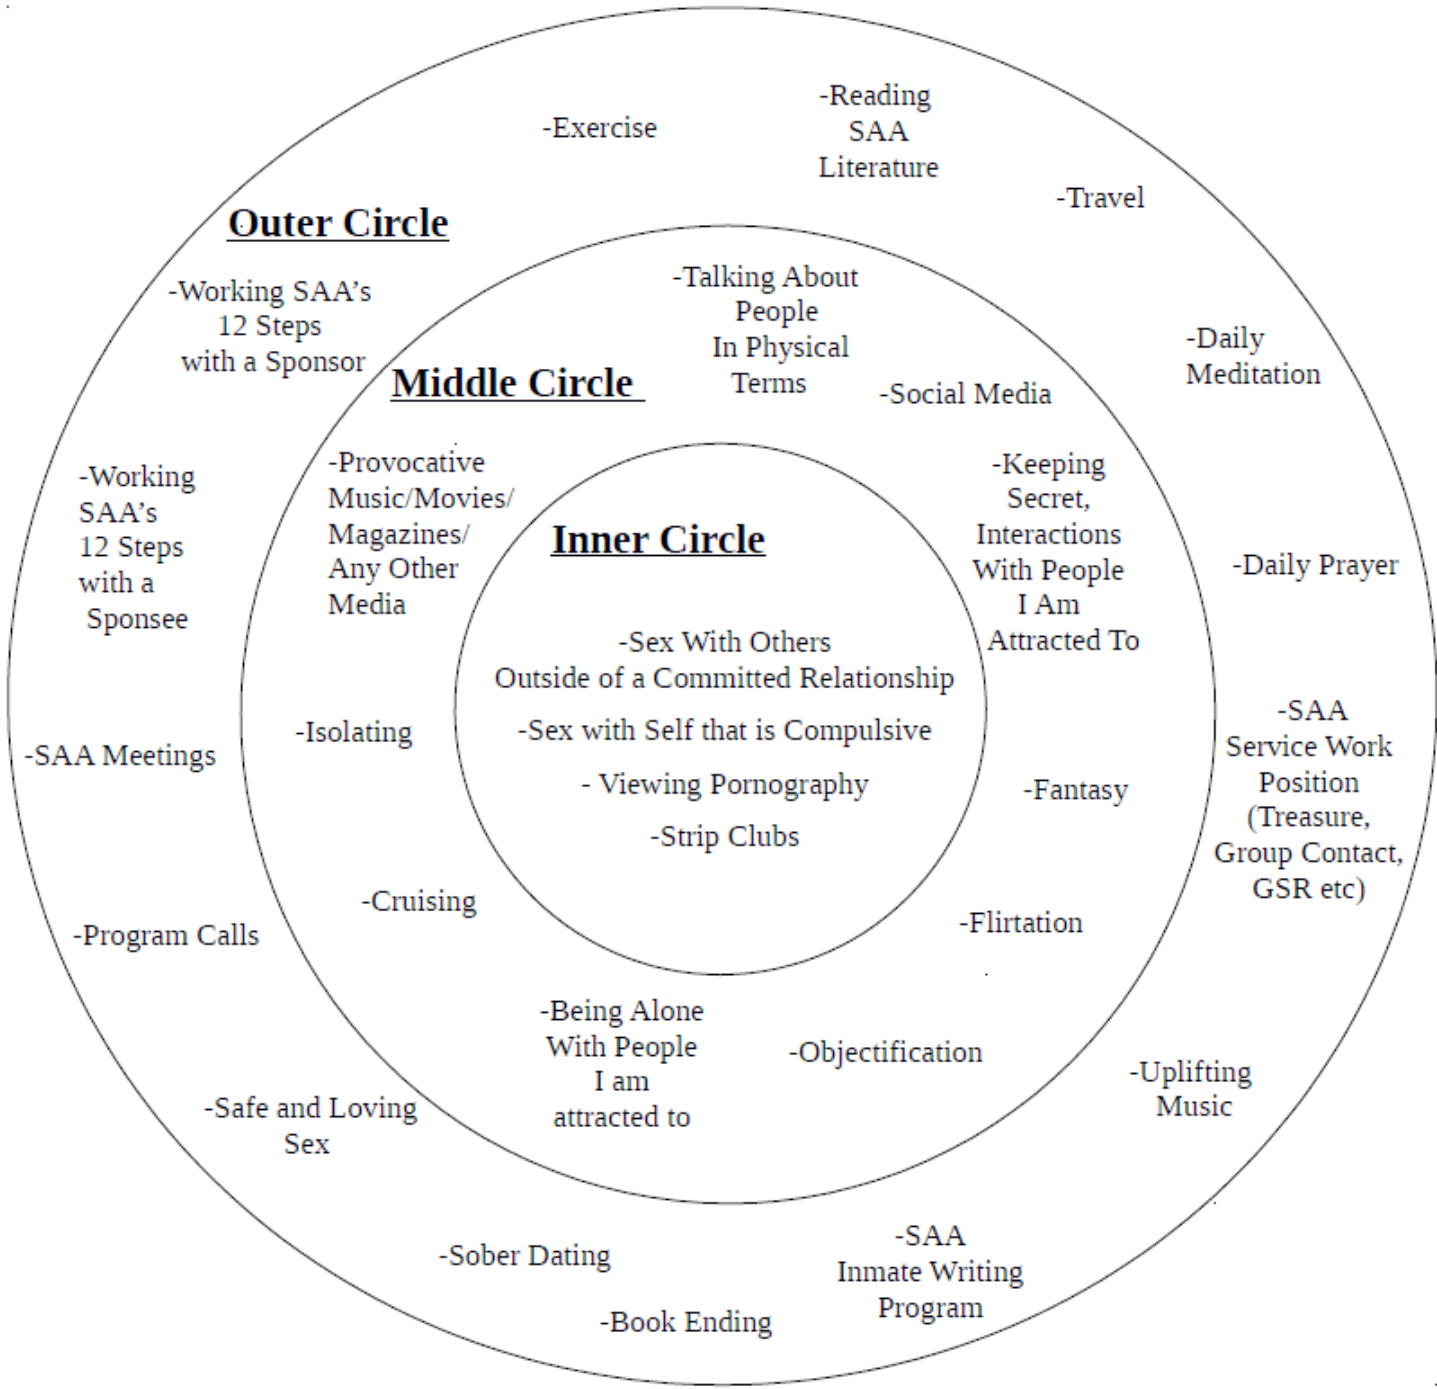 -Exercise
-Reading
SAA
Literature
-Travel
Outer Circle
-Working SAA’s
12 Steps
with a Sponsor
-Daily
Meditation
-Working
SAA’s
12 Steps
with a
Sponsee
-Daily Prayer
-SAA Meetings
-SAA
Service Work
Position
(Treasure,
Group Contact,
GSR etc)
-Program Calls
-Uplifting
Music
-Safe and Loving
Sex
-Sober Dating
-SAA
Inmate Writing
Program
-Book Ending
Middle Circle
-Talking About
People
In Physical
Terms
-Social Media
-Provocative
Music/Movies/
Magazines/
Any Other
Media
-Keeping
Secret,
Interactions
With People
I Am
Attracted To
-Isolating
-Fantasy
-Cruising
-Flirtation
-Being Alone
With People
I am
attracted to
-Objectification
Inner Circle
-Sex With Others
Outside of a Committed Relationship
-Sex with Self that is Compulsive
- Viewing Pornography
-Strip Clubs